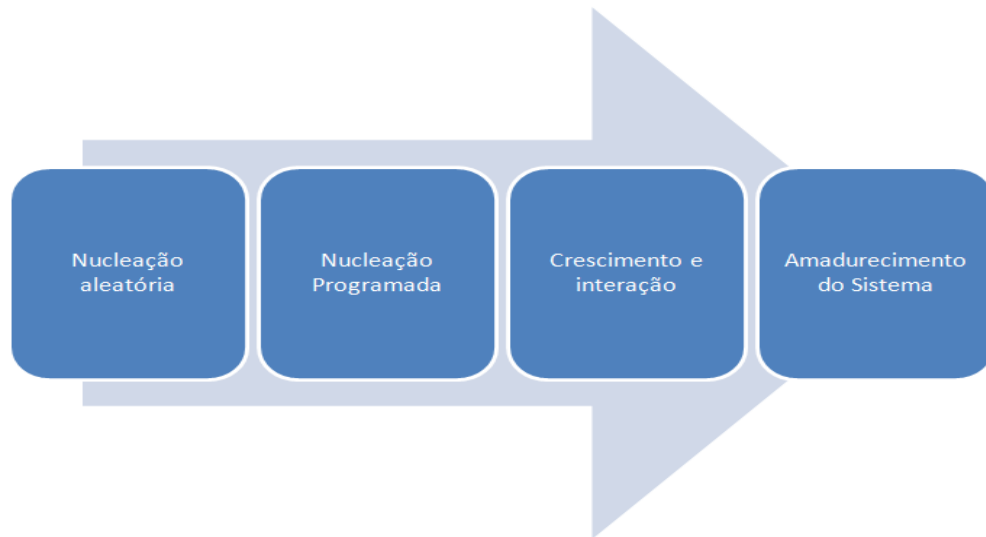 Nucleação
aleatória
Nucleação
Programada
Crescimento e
interação
Amadurecimento
do Sistema